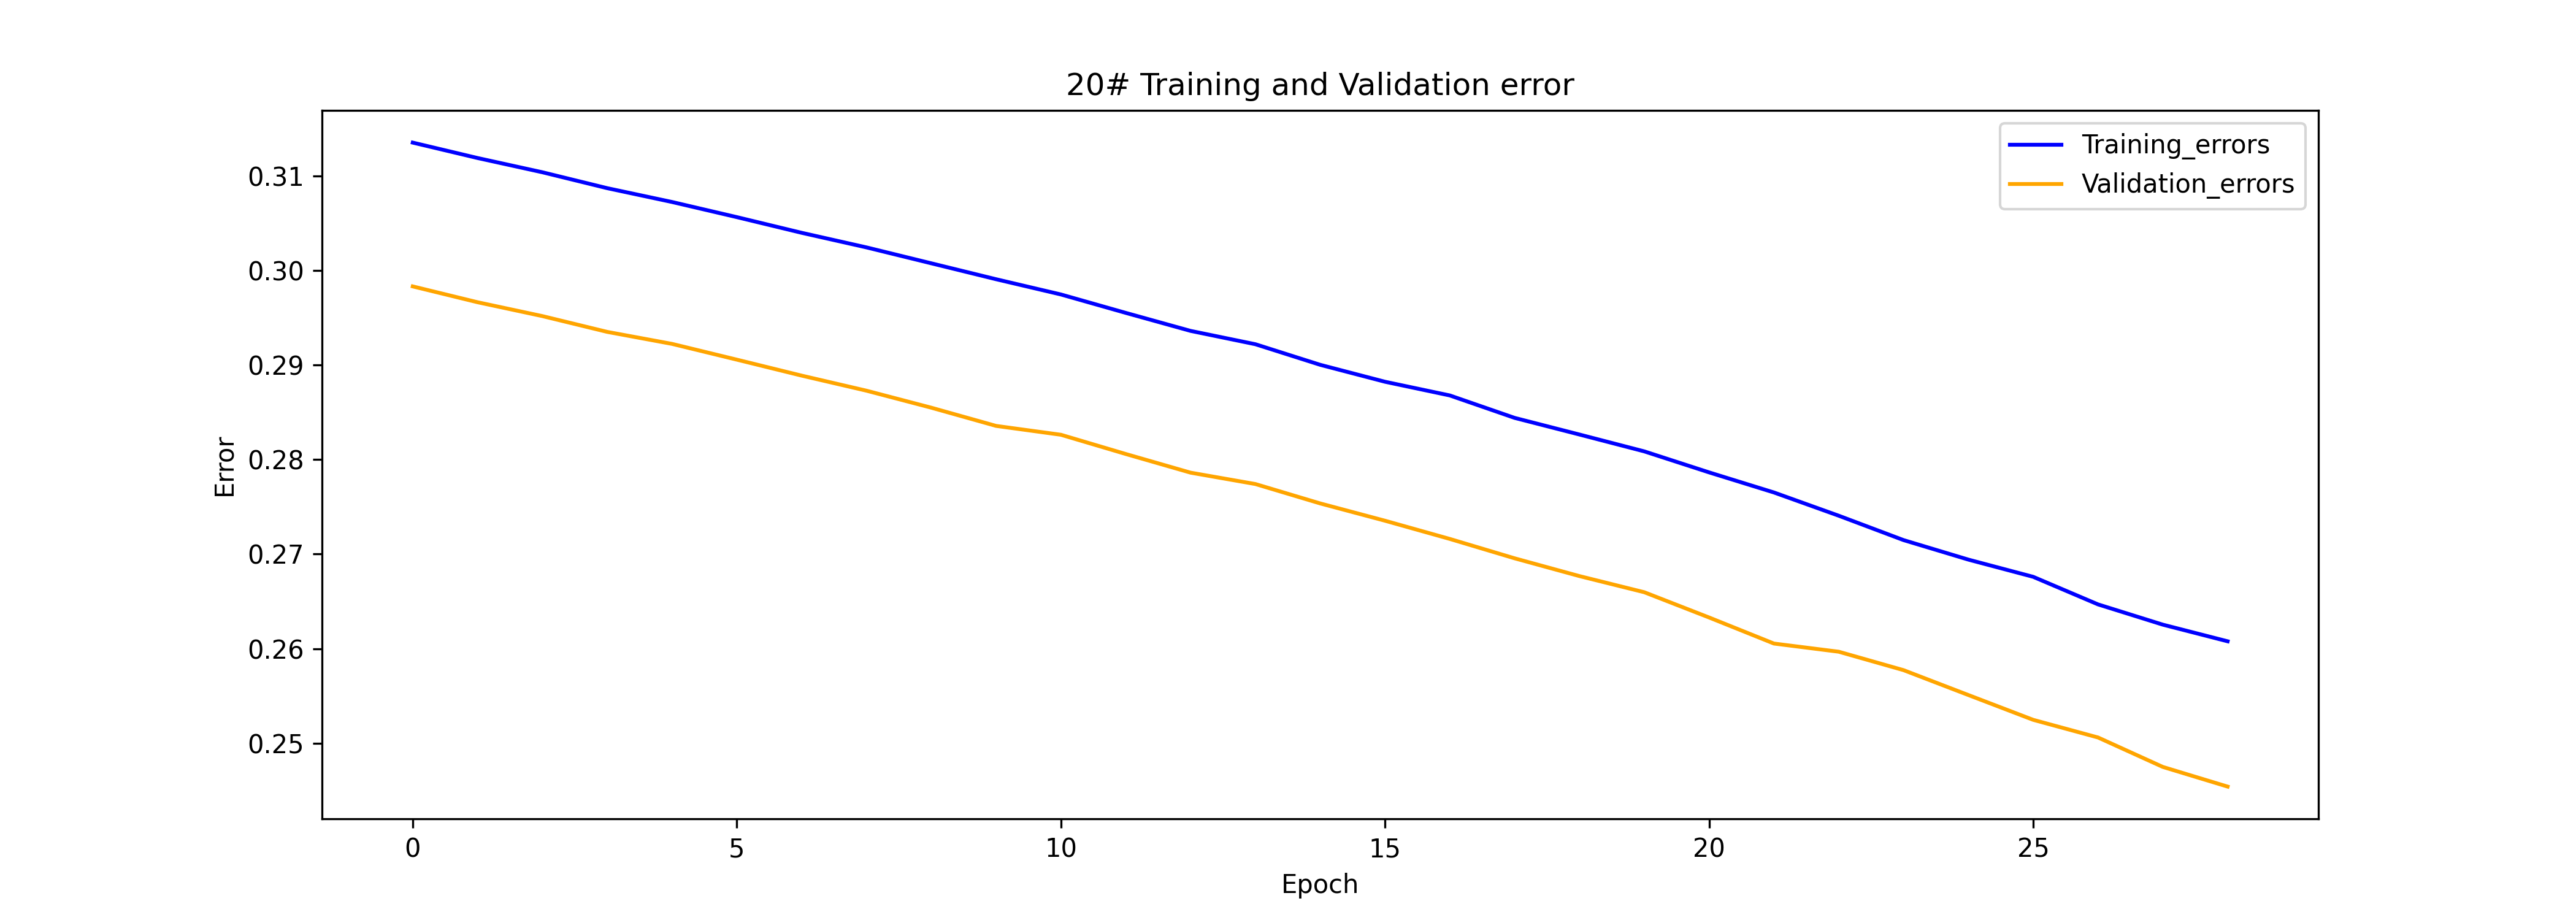 20# Training and Validation error
Training_errors
Validation_errors
0.31
0.30
0.29
0.28
0.27
0.26
0.25
Error
0 5 10 15 20 25
Epoch